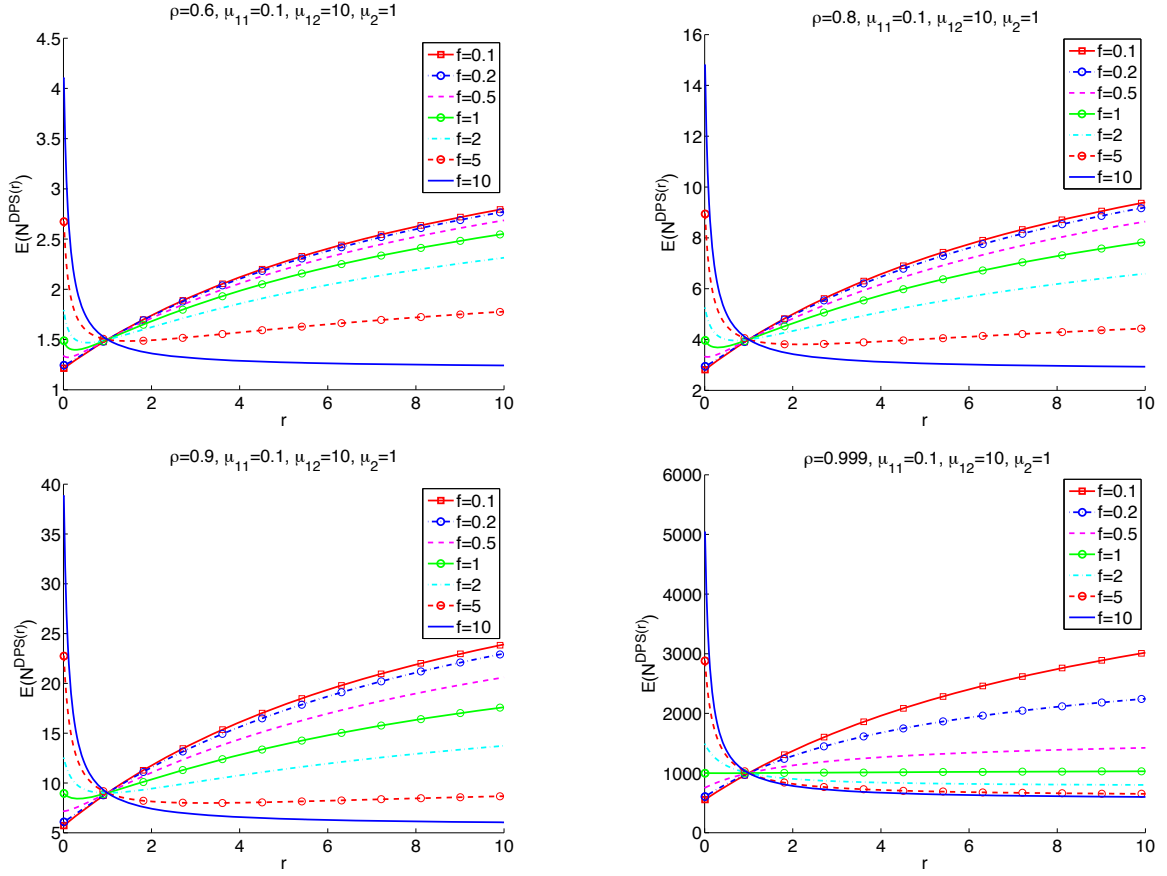 ρ=0.6, μ11=0.1, μ12=10, μ2=1
4.5
4
3.5
3
2.5
2
1.5
1
E(N^DPS(r))
0 2 4 6 8 10
r
f=0.1
f=0.2
f=0.5
f=1
f=2
f=5
f=10
ρ=0.8, μ11=0.1, μ12=10, μ2=1
16
14
12
10
8
6
4
2
E(N^DPS(r))
0 2 4 6 8 10
r
f=0.1
f=0.2
f=0.5
f=1
f=2
f=5
f=10
ρ=0.9, μ11=0.1, μ12=10, μ2=1
40
35
30
25
20
15
10
5
E(N^DPS(r))
0 2 4 6 8 10
r
f=0.1
f=0.2
f=0.5
f=1
f=2
f=5
f=10
ρ=0.999, μ11=0.1, μ12=10, μ2=1
6000
5000
4000
3000
2000
1000
0
E(N^DPS(r))
0 2 4 6 8 10
r
f=0.1
f=0.2
f=0.5
f=1
f=2
f=5
f=10